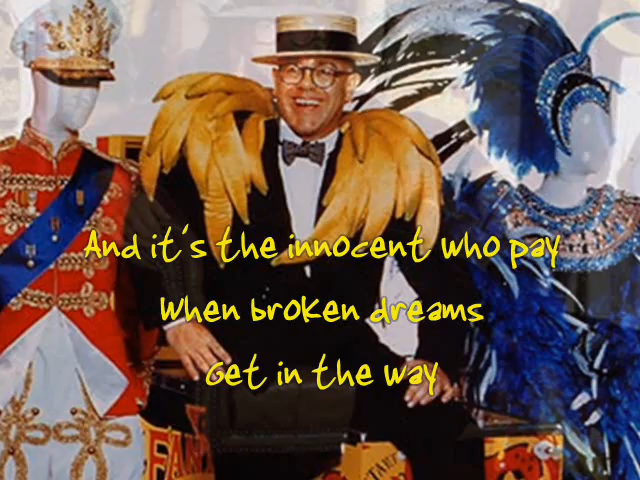 And it's the innocent who pay
When broken dreams
Get in the way